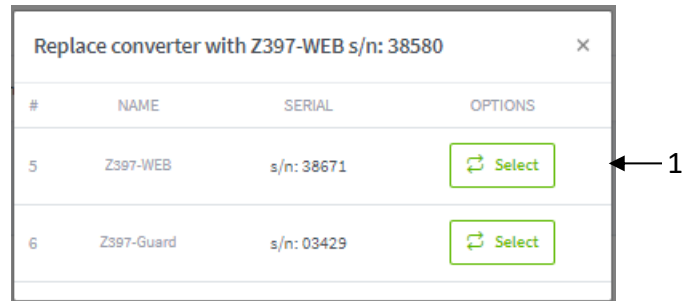 Replace converter with Z397-WEB s/n: 38580 ×
# NAME SERIAL OPTIONS
5 Z397-WEB s/n: 38671 Select 1
6 Z397-Guard s/n: 03429 Select